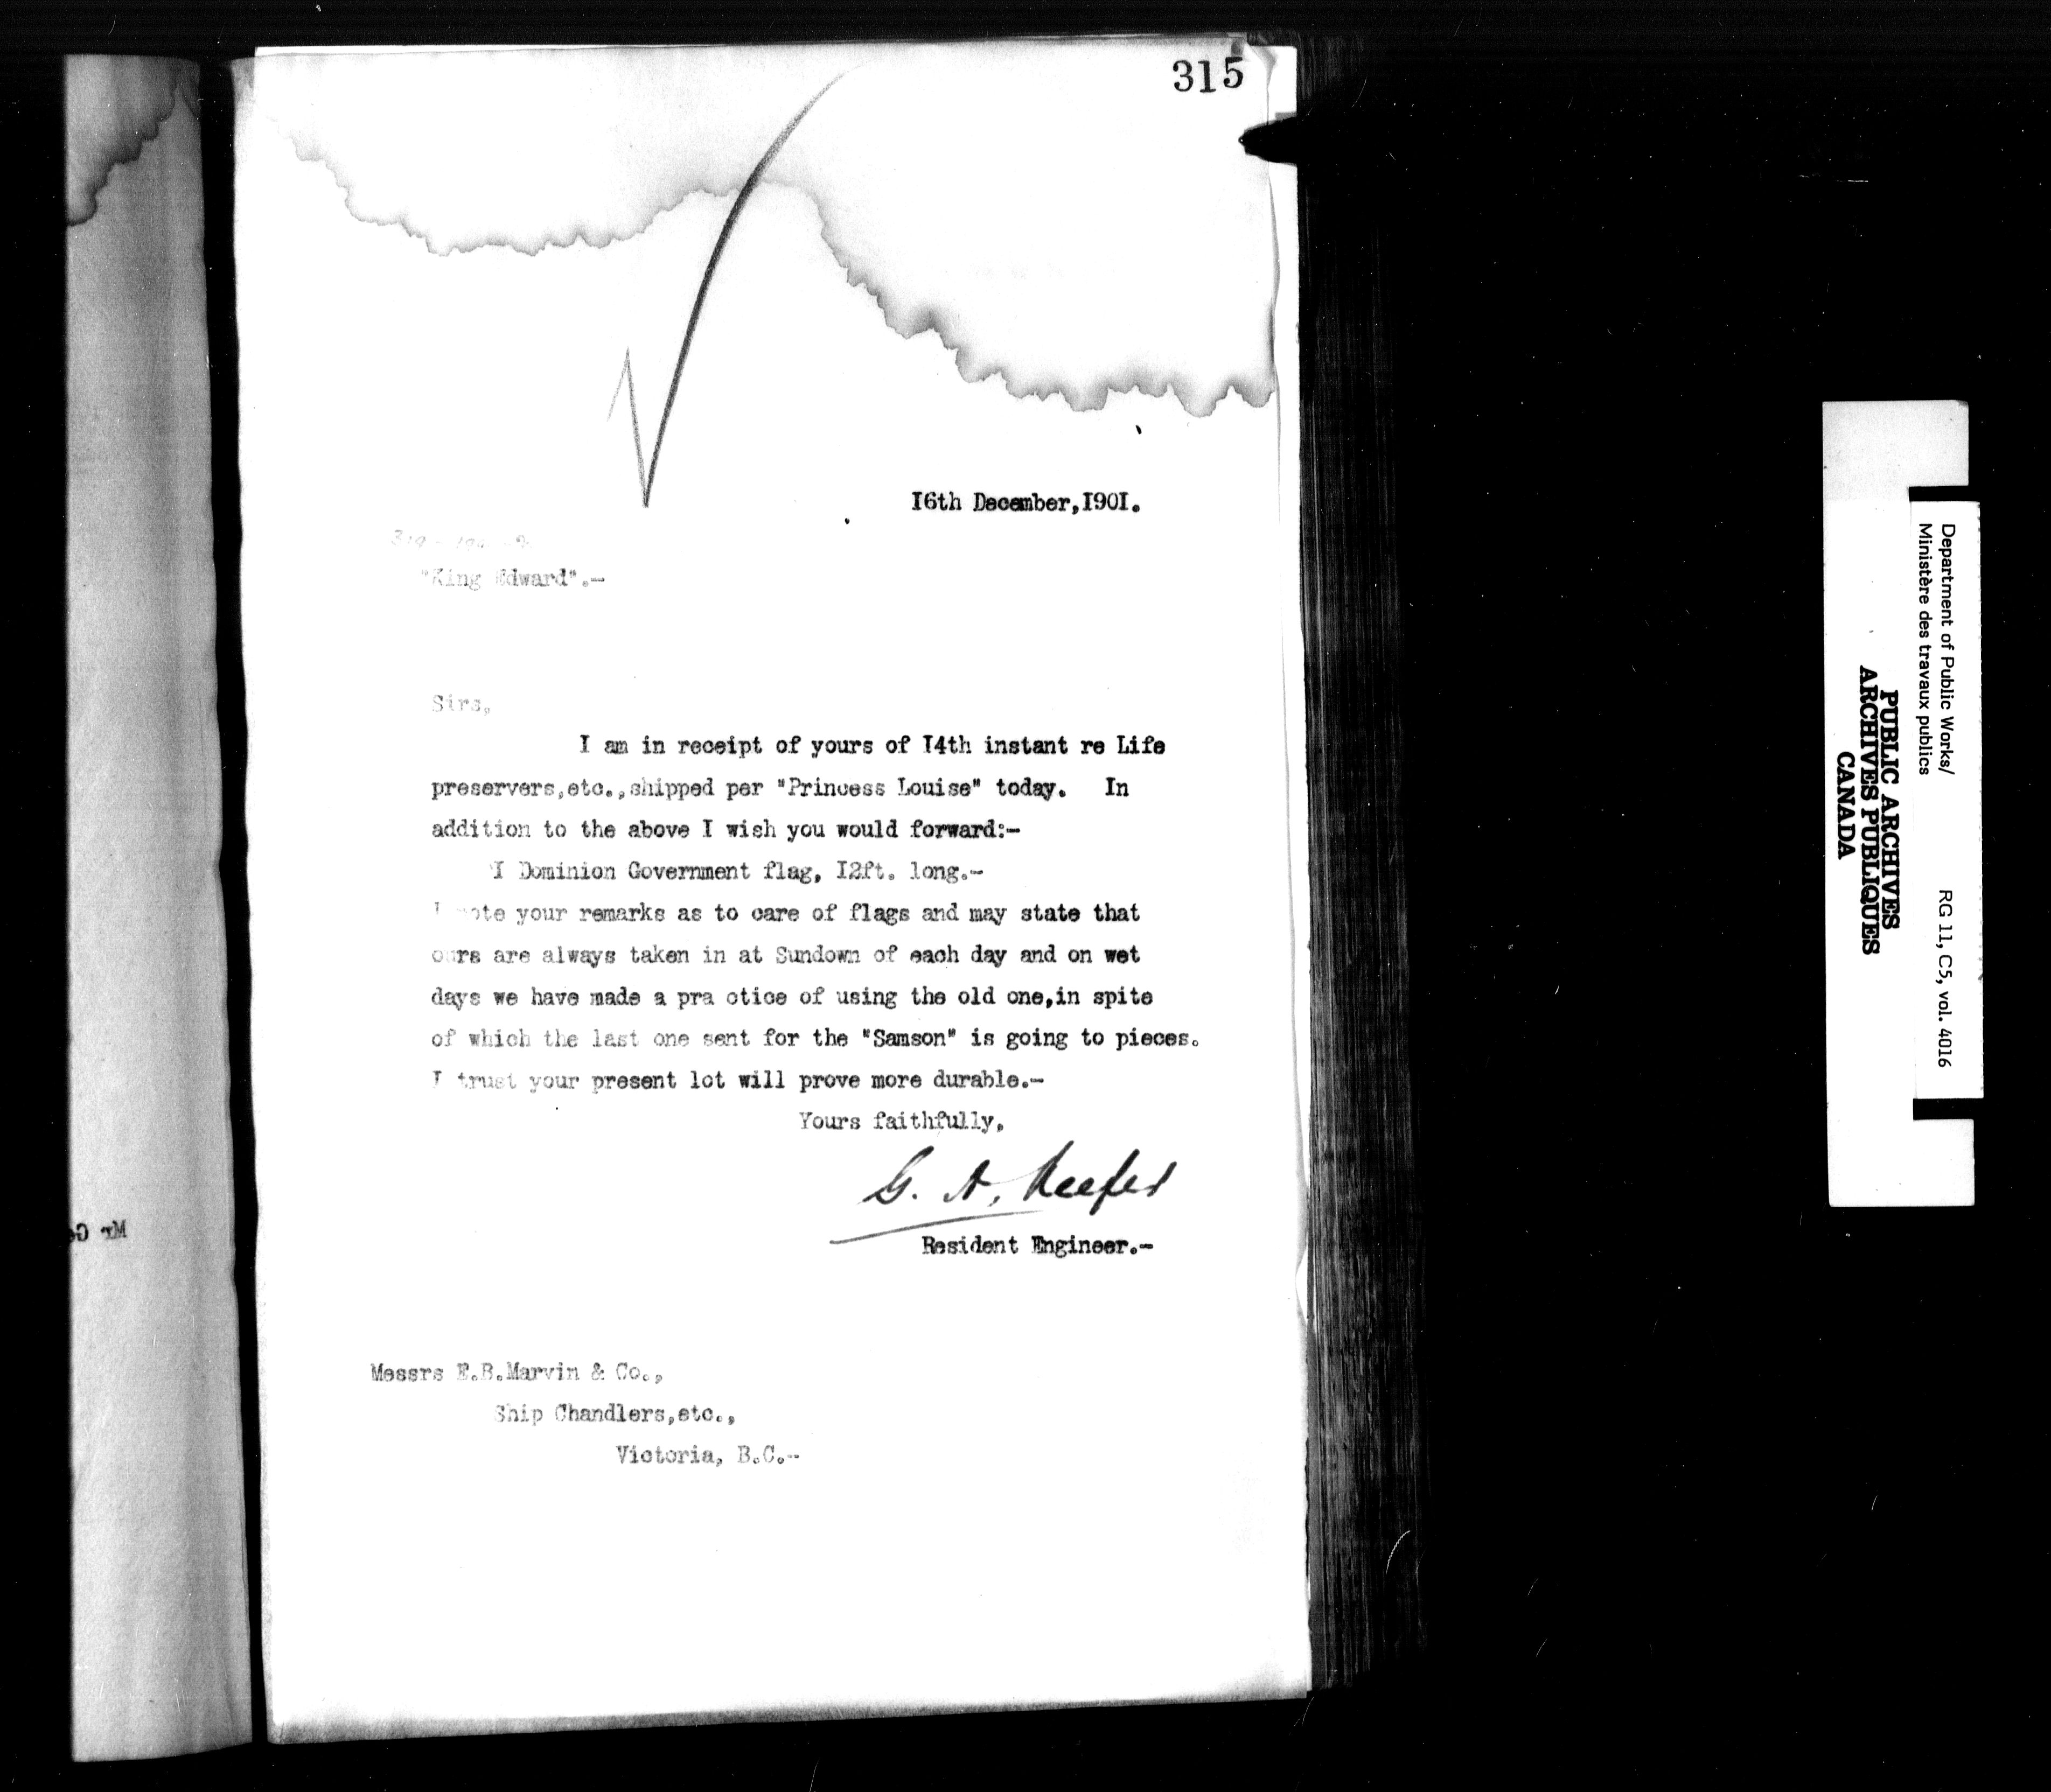 315
16th December,1901.
"King Edward".-
Sirs,
I am in receipt of yours of 14th instant re Life
preservers,etc.,shipped per "Princess Louise" today. In
addition to the above I wish you would forward:-
1 Dominion Government flag, 12ft. long.-
I note your remarks as to care of flags and may state that
ours are always taken in at Sundown of each day and on wet
days we have made a pra ctice of using the old one,in spite
of which the last one sent for the "Samson" is going to pieces.
I trust your present lot will prove more durable.-
Yours faithfully,
G. A. Keefer
Resident Engineer.-
Messrs E.B.Marvin & Co.,
Ship Chandlers,etc.,
Victoria, B.C.-
Department of Public Works/
Ministère des travaux publics
RG 11, C5, vol. 4016
PUBLIC ARCHIVES
ARCHIVES PUBLIQUES
CANADA